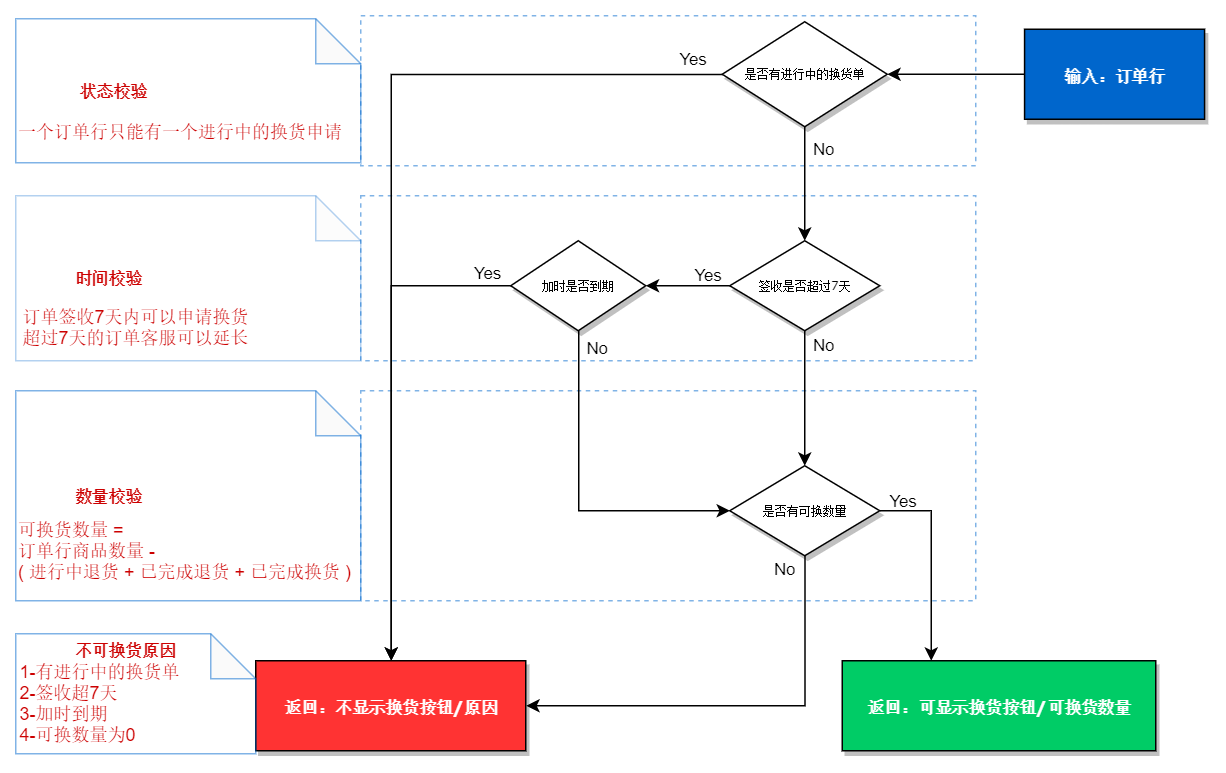 状态校验
一个订单行只能有一个进行中的换货申请
Yes
是否有进行中的换货单
输入：订单行
No
时间校验
订单签收7天内可以申请换货
超过7天的订单客服可以延长
Yes
加时是否到期
Yes
签收是否超过7天
No
No
数量校验
可换货数量 =
订单行商品数量 -
( 进行中退货 + 已完成退货 + 已完成换货 )
是否有可换数量
Yes
No
不可换货原因
1-有进行中的换货单
2-签收超7天
3-加时到期
4-可换数量为0
返回：不显示换货按钮/原因
返回：可显示换货按钮/可换货数量